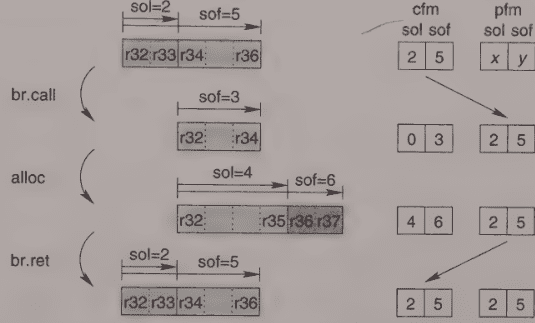 sol=2 sof=5 cfm pfm
sol sof sol sof
r32 r33 r34 r36 2 5 x y
br.call
sof=3
r32 r34 0 3 2 5
alloc
sol=4
sof=6
r32 r35 r36 r37 4 6 2 5
br.ret
sol=2 sof=5
r32 r33 r34 r36 2 5 2 5